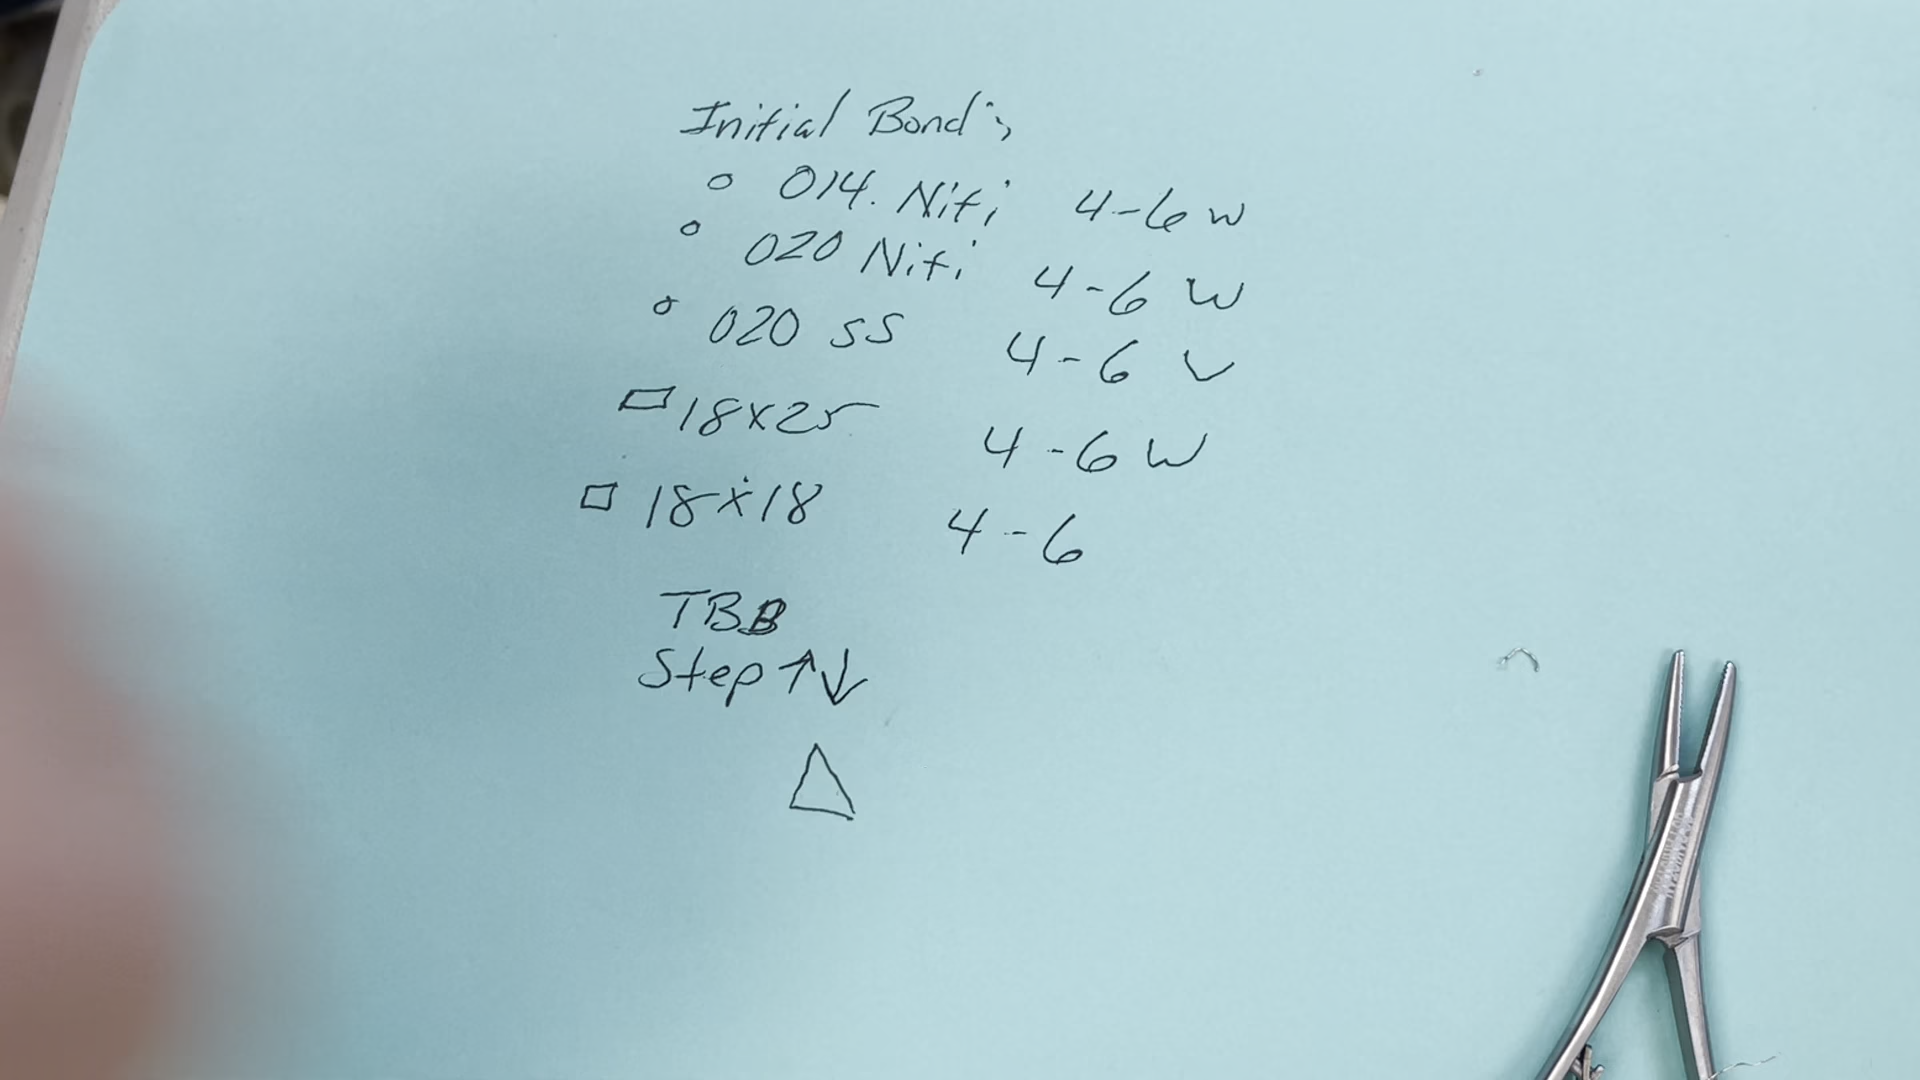 Initial Bond:
014. Niti 4-6 w
020 Niti 4-6 W
020 SS 4-6 V
18x25 4-6 W
18x18 4-6
TBB
Step ↑↓